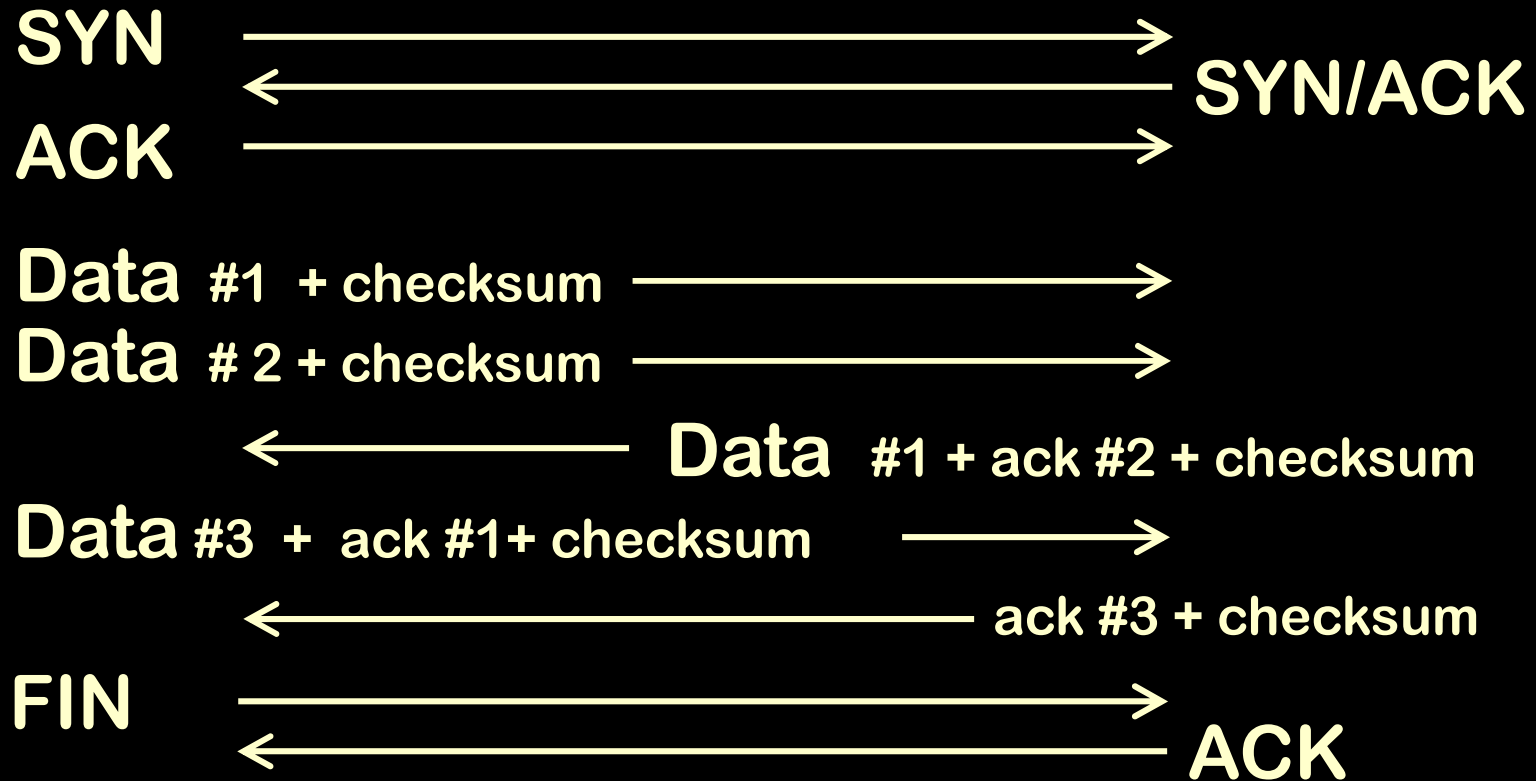 SYN
SYN/ACK
ACK
Data #1 + checksum
Data # 2 + checksum
Data #1 + ack #2 + checksum
Data #3 + ack #1+ checksum
ack #3 + checksum
FIN
ACK